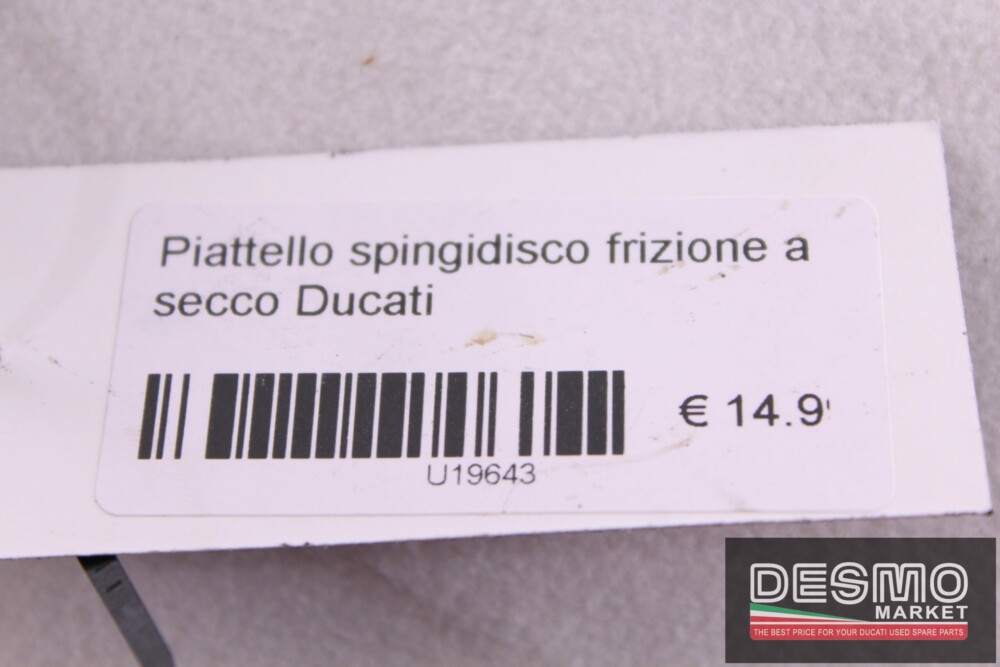 Piattello spingidisco frizione a
secco Ducati
€ 14.9
U19643
DESMO
MARKET
THE BEST PRICE FOR YOUR DUCATI USED SPARE PARTS